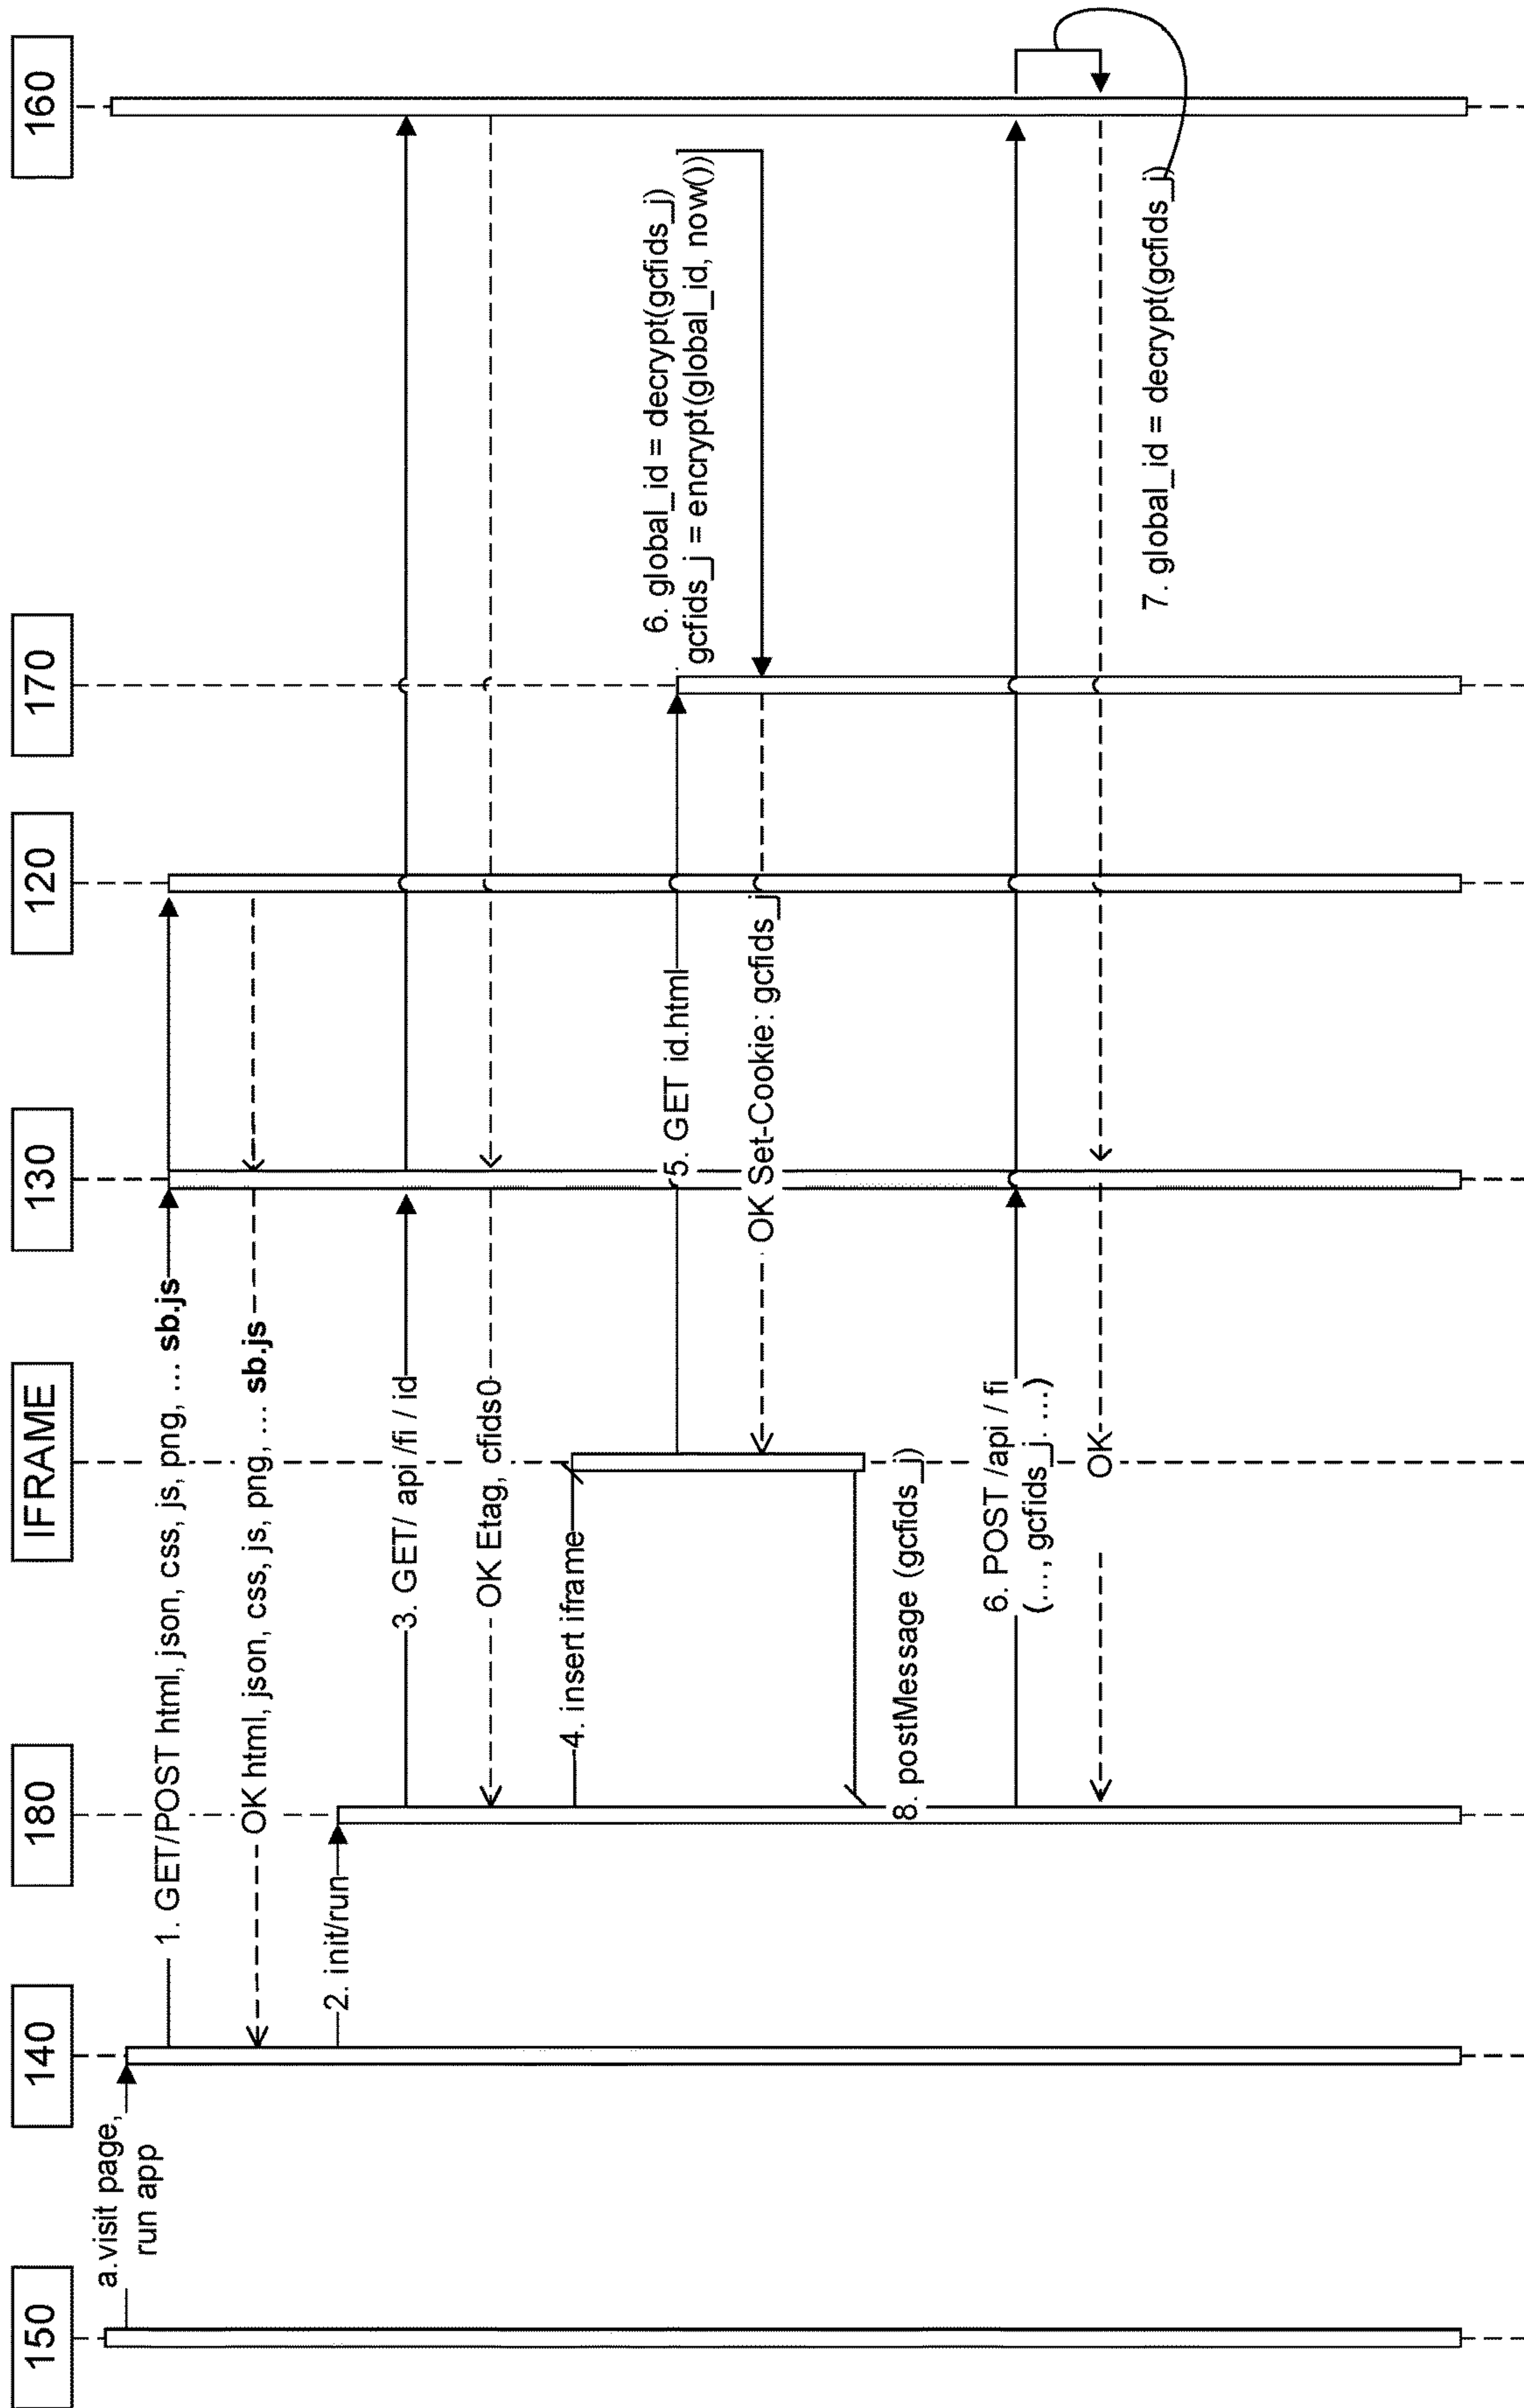 150
140
180
IFRAME
130
120
170
160
a.visit page,
run app
1. GET/POST html, json, css, js, png, ... sb.js
OK html, json, css, js, png, ... sb.js
2. init/run
3. GET/ api /fi / id
OK Etag, cfids0
4. insert iframe
5. GET id.html
6. global_id = decrypt(gcfids_j)
gcfids_j = encrypt(global_id, now())
OK Set-Cookie: gcfids_j
8. postMessage (gcfids_j)
6. POST /api / fi
(..., gcfids_j. ...)
OK
7. global_id = decrypt(gcfids_j)